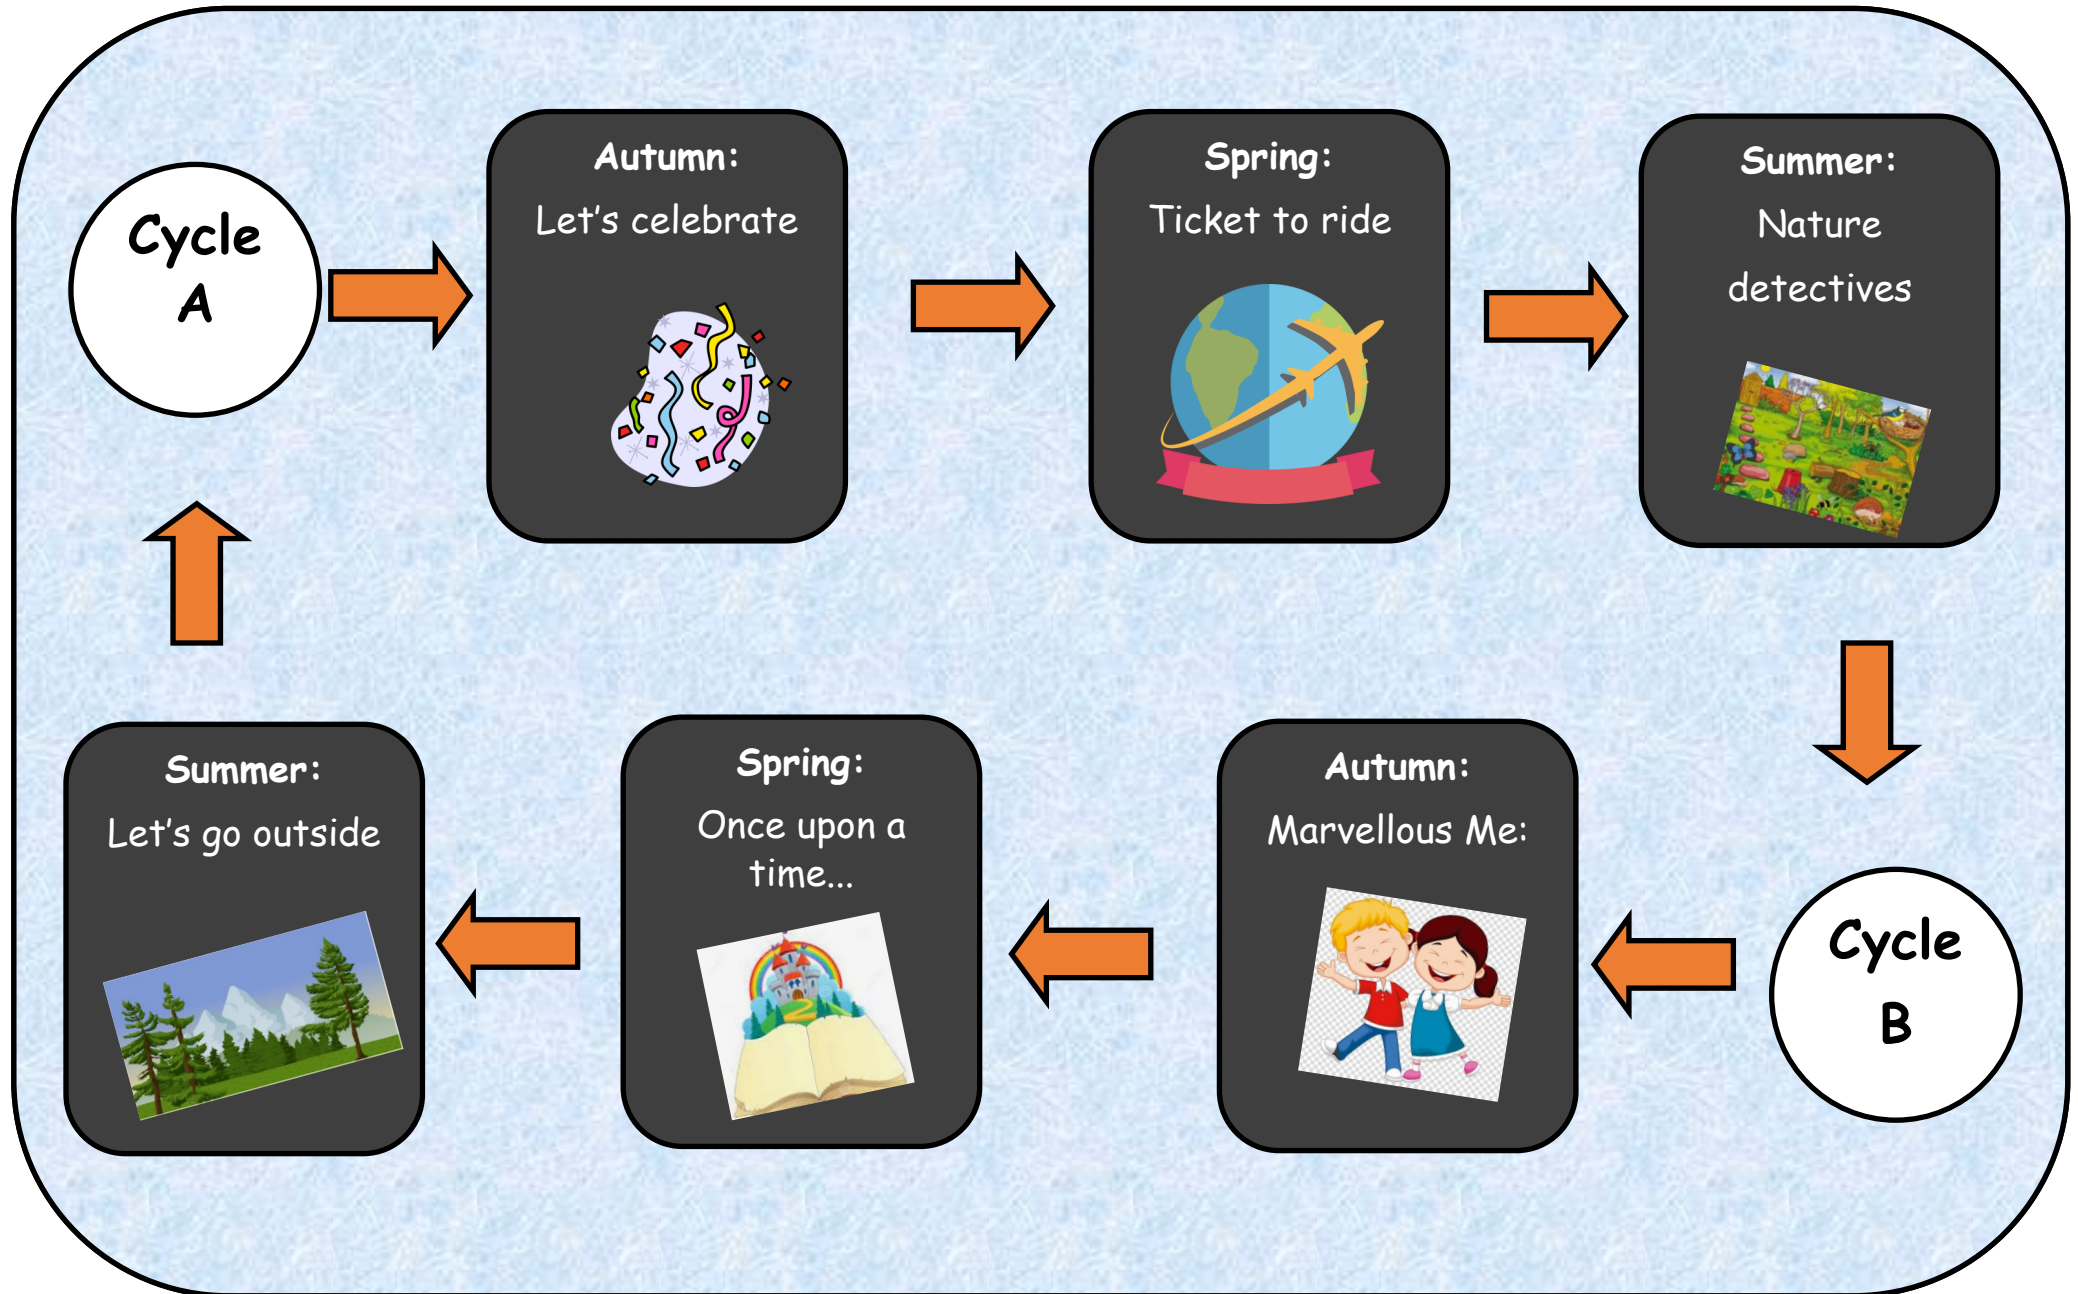 Cycle
A
Autumn:
Let's celebrate
Spring:
Ticket to ride
Summer:
Nature
detectives
Cycle
B
Autumn:
Marvellous Me:
Spring:
Once upon a
time...
Summer:
Let's go outside